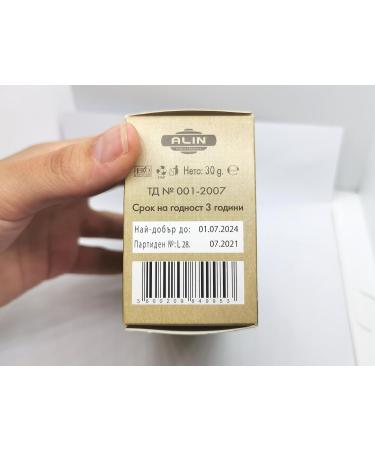 ALIN
Нето: 30 g. e
ТД № 001-2007
Срок на годност 3 години
Най-добър до: 01.07.2024
Партиден №: L 28. 07.2021